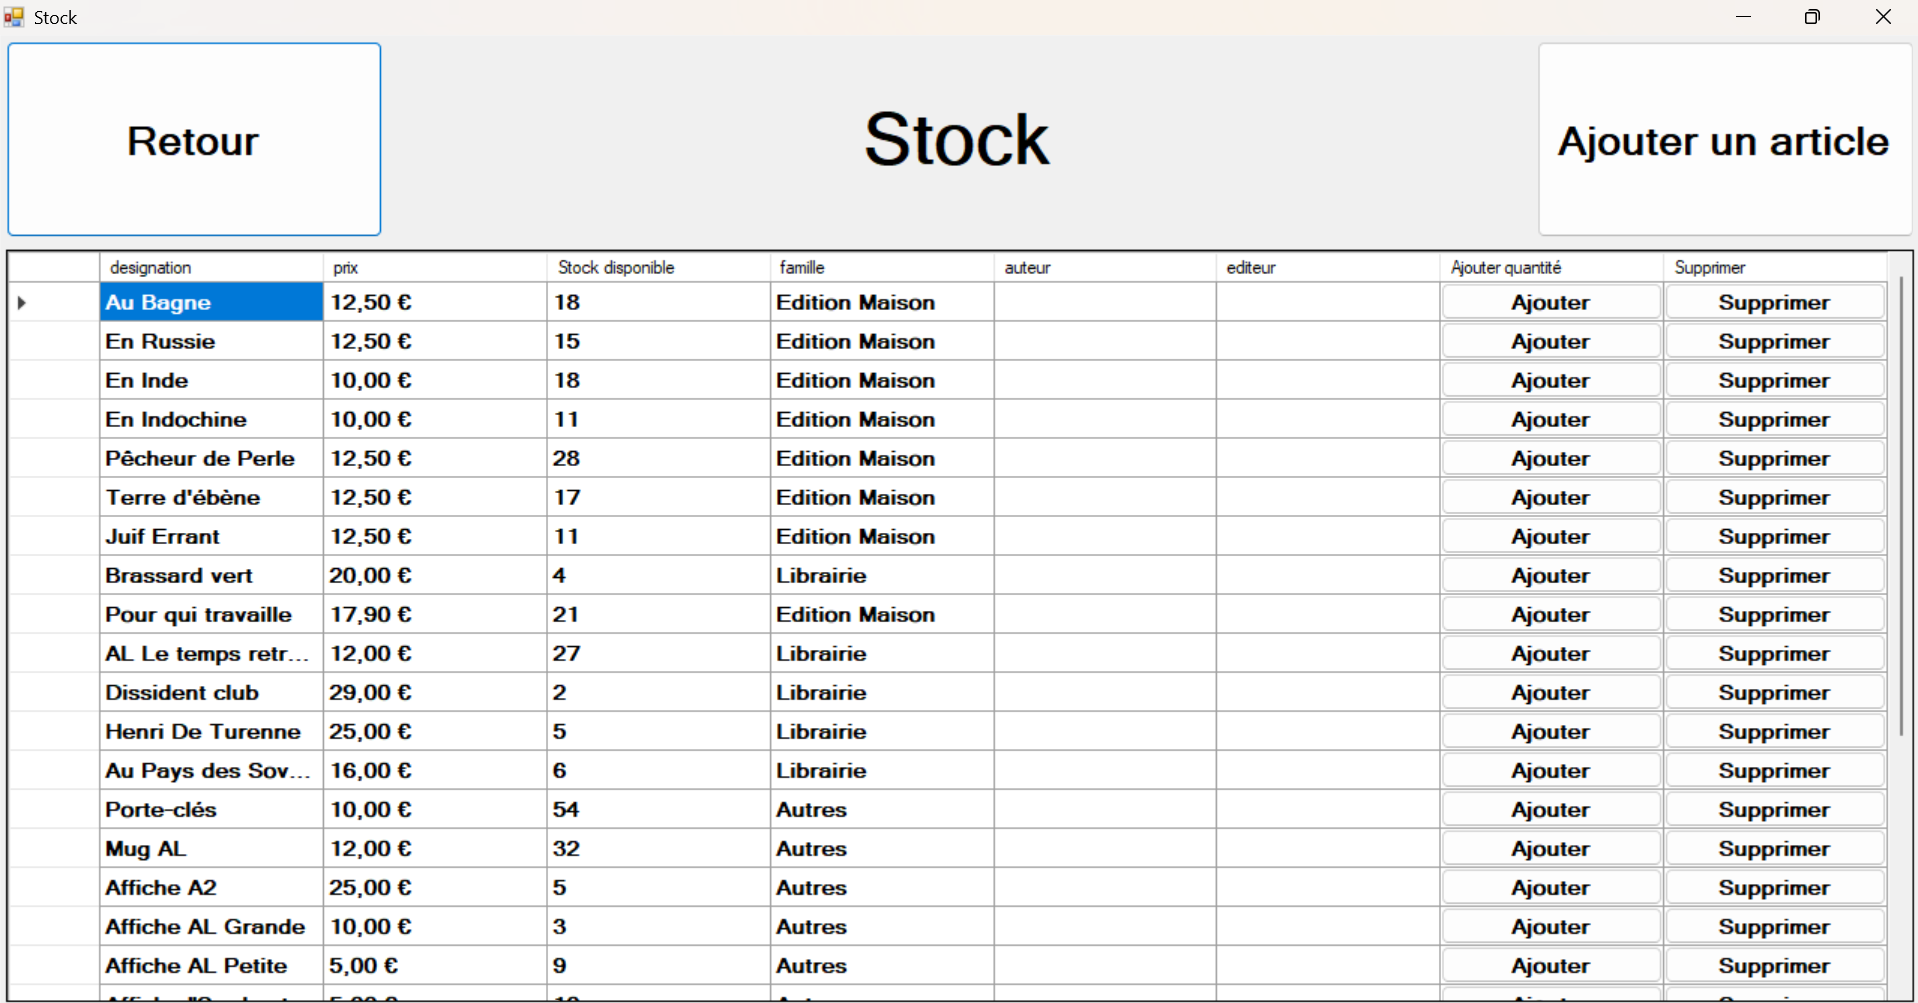 Stock
Retour
Stock
Ajouter un article
designation prix Stock disponible famille auteur editeur Ajouter quantité Supprimer
Au Bagne 12,50 € 18 Edition Maison Ajouter Supprimer
En Russie 12,50 € 15 Edition Maison Ajouter Supprimer
En Inde 10,00 € 18 Edition Maison Ajouter Supprimer
En Indochine 10,00 € 11 Edition Maison Ajouter Supprimer
Pêcheur de Perle 12,50 € 28 Edition Maison Ajouter Supprimer
Terre d'ébène 12,50 € 17 Edition Maison Ajouter Supprimer
Juif Errant 12,50 € 11 Edition Maison Ajouter Supprimer
Brassard vert 20,00 € 4 Librairie Ajouter Supprimer
Pour qui travaille 17,90 € 21 Edition Maison Ajouter Supprimer
AL Le temps retr... 12,00 € 27 Librairie Ajouter Supprimer
Dissident club 29,00 € 2 Librairie Ajouter Supprimer
Henri De Turenne 25,00 € 5 Librairie Ajouter Supprimer
Au Pays des Sov... 16,00 € 6 Librairie Ajouter Supprimer
Porte-clés 10,00 € 54 Autres Ajouter Supprimer
Mug AL 12,00 € 32 Autres Ajouter Supprimer
Affiche A2 25,00 € 5 Autres Ajouter Supprimer
Affiche AL Grande 10,00 € 3 Autres Ajouter Supprimer
Affiche AL Petite 5,00 € 9 Autres Ajouter Supprimer